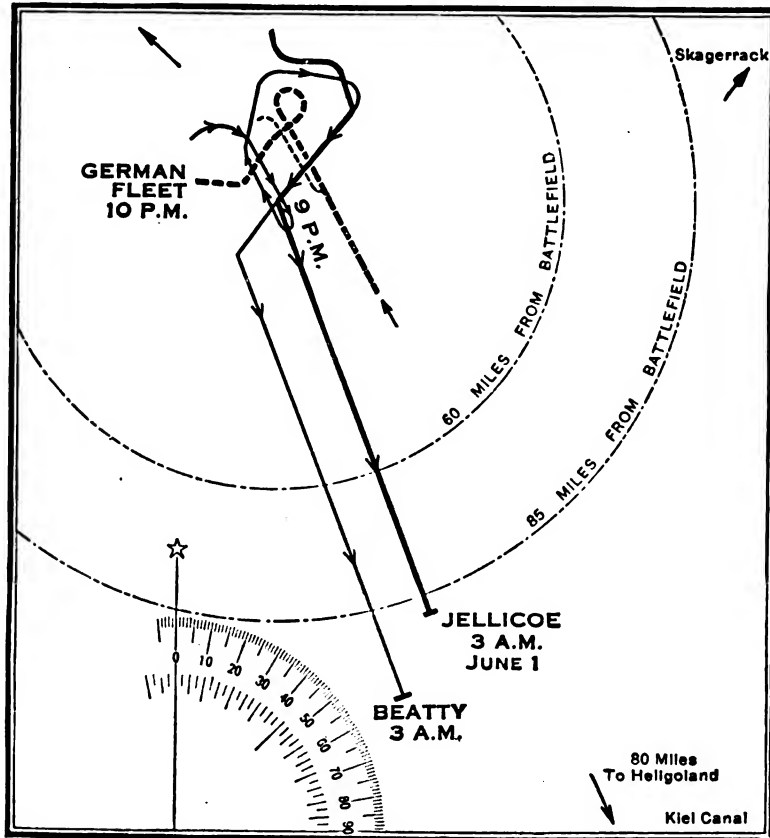 Skagerrack
GERMAN
FLEET
10 P.M.
9 P.M.
60 MILES FROM BATTLEFIELD
85 MILES FROM BATTLEFIELD
JELLICOE
3 A.M.
JUNE 1
BEATTY
3 A.M.
0 10 20 30 40 50 60 70 80 90
80 Miles
To Heligoland
Kiel Canal